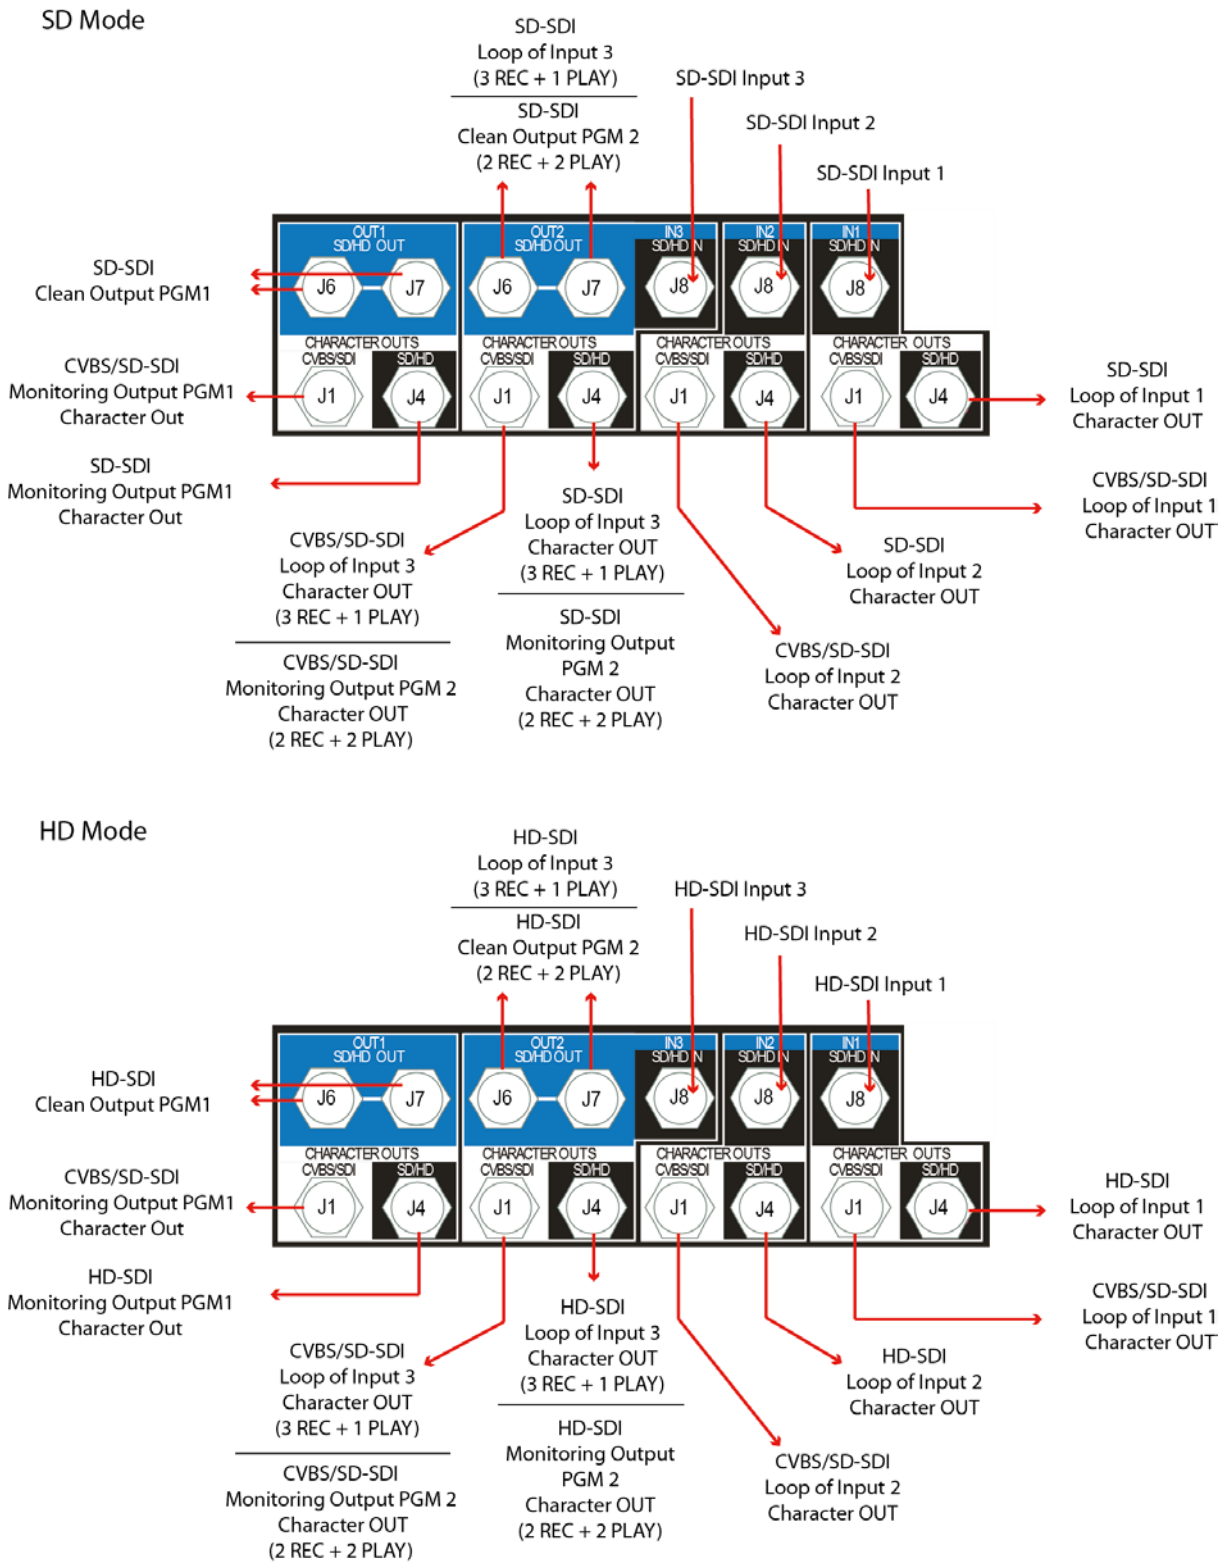 SD Mode
SD-SDI
Loop of Input 3
(3 REC + 1 PLAY)
SD-SDI
Clean Output PGM 2
(2 REC + 2 PLAY)
SD-SDI Input 3
SD-SDI Input 2
SD-SDI Input 1
OUT1
SD/HD OUT
OUT2
SD/HD OUT
IN3
SD/HD IN
IN2
SD/HD IN
IN1
SD/HD IN
J6
J7
J6
J7
J8
J8
J8
SD-SDI
Clean Output PGM1
CHARACTER OUTS
CVBS/SDI
SD/HD
CHARACTER OUTS
CVBS/SDI
SD/HD
CHARACTER OUTS
CVBS/SDI
SD/HD
CHARACTER OUTS
CVBS/SDI
SD/HD
J1
J4
J1
J4
J1
J4
J1
J4
CVBS/SD-SDI
Monitoring Output PGM1
Character Out
SD-SDI
Monitoring Output PGM1
Character Out
SD-SDI
Loop of Input 1
Character OUT
CVBS/SD-SDI
Loop of Input 1
Character OUT
CVBS/SD-SDI
Loop of Input 3
Character OUT
(3 REC + 1 PLAY)
CVBS/SD-SDI
Monitoring Output PGM 2
Character OUT
(2 REC + 2 PLAY)
SD-SDI
Loop of Input 3
Character OUT
(3 REC + 1 PLAY)
SD-SDI
Monitoring Output
PGM 2
Character OUT
(2 REC + 2 PLAY)
SD-SDI
Loop of Input 2
Character OUT
CVBS/SD-SDI
Loop of Input 2
Character OUT
HD Mode
HD-SDI
Loop of Input 3
(3 REC + 1 PLAY)
HD-SDI
Clean Output PGM 2
(2 REC + 2 PLAY)
HD-SDI Input 3
HD-SDI Input 2
HD-SDI Input 1
OUT1
SD/HD OUT
OUT2
SD/HD OUT
IN3
SD/HD IN
IN2
SD/HD IN
IN1
SD/HD IN
J6
J7
J6
J7
J8
J8
J8
HD-SDI
Clean Output PGM1
CHARACTER OUTS
CVBS/SDI
SD/HD
CHARACTER OUTS
CVBS/SDI
SD/HD
CHARACTER OUTS
CVBS/SDI
SD/HD
CHARACTER OUTS
CVBS/SDI
SD/HD
J1
J4
J1
J4
J1
J4
J1
J4
CVBS/SD-SDI
Monitoring Output PGM1
Character Out
HD-SDI
Monitoring Output PGM1
Character Out
HD-SDI
Loop of Input 1
Character OUT
CVBS/SD-SDI
Loop of Input 1
Character OUT
CVBS/SD-SDI
Loop of Input 3
Character OUT
(3 REC + 1 PLAY)
CVBS/SD-SDI
Monitoring Output PGM 2
Character OUT
(2 REC + 2 PLAY)
HD-SDI
Loop of Input 3
Character OUT
(3 REC + 1 PLAY)
HD-SDI
Monitoring Output
PGM 2
Character OUT
(2 REC + 2 PLAY)
HD-SDI
Loop of Input 2
Character OUT
CVBS/SD-SDI
Loop of Input 2
Character OUT